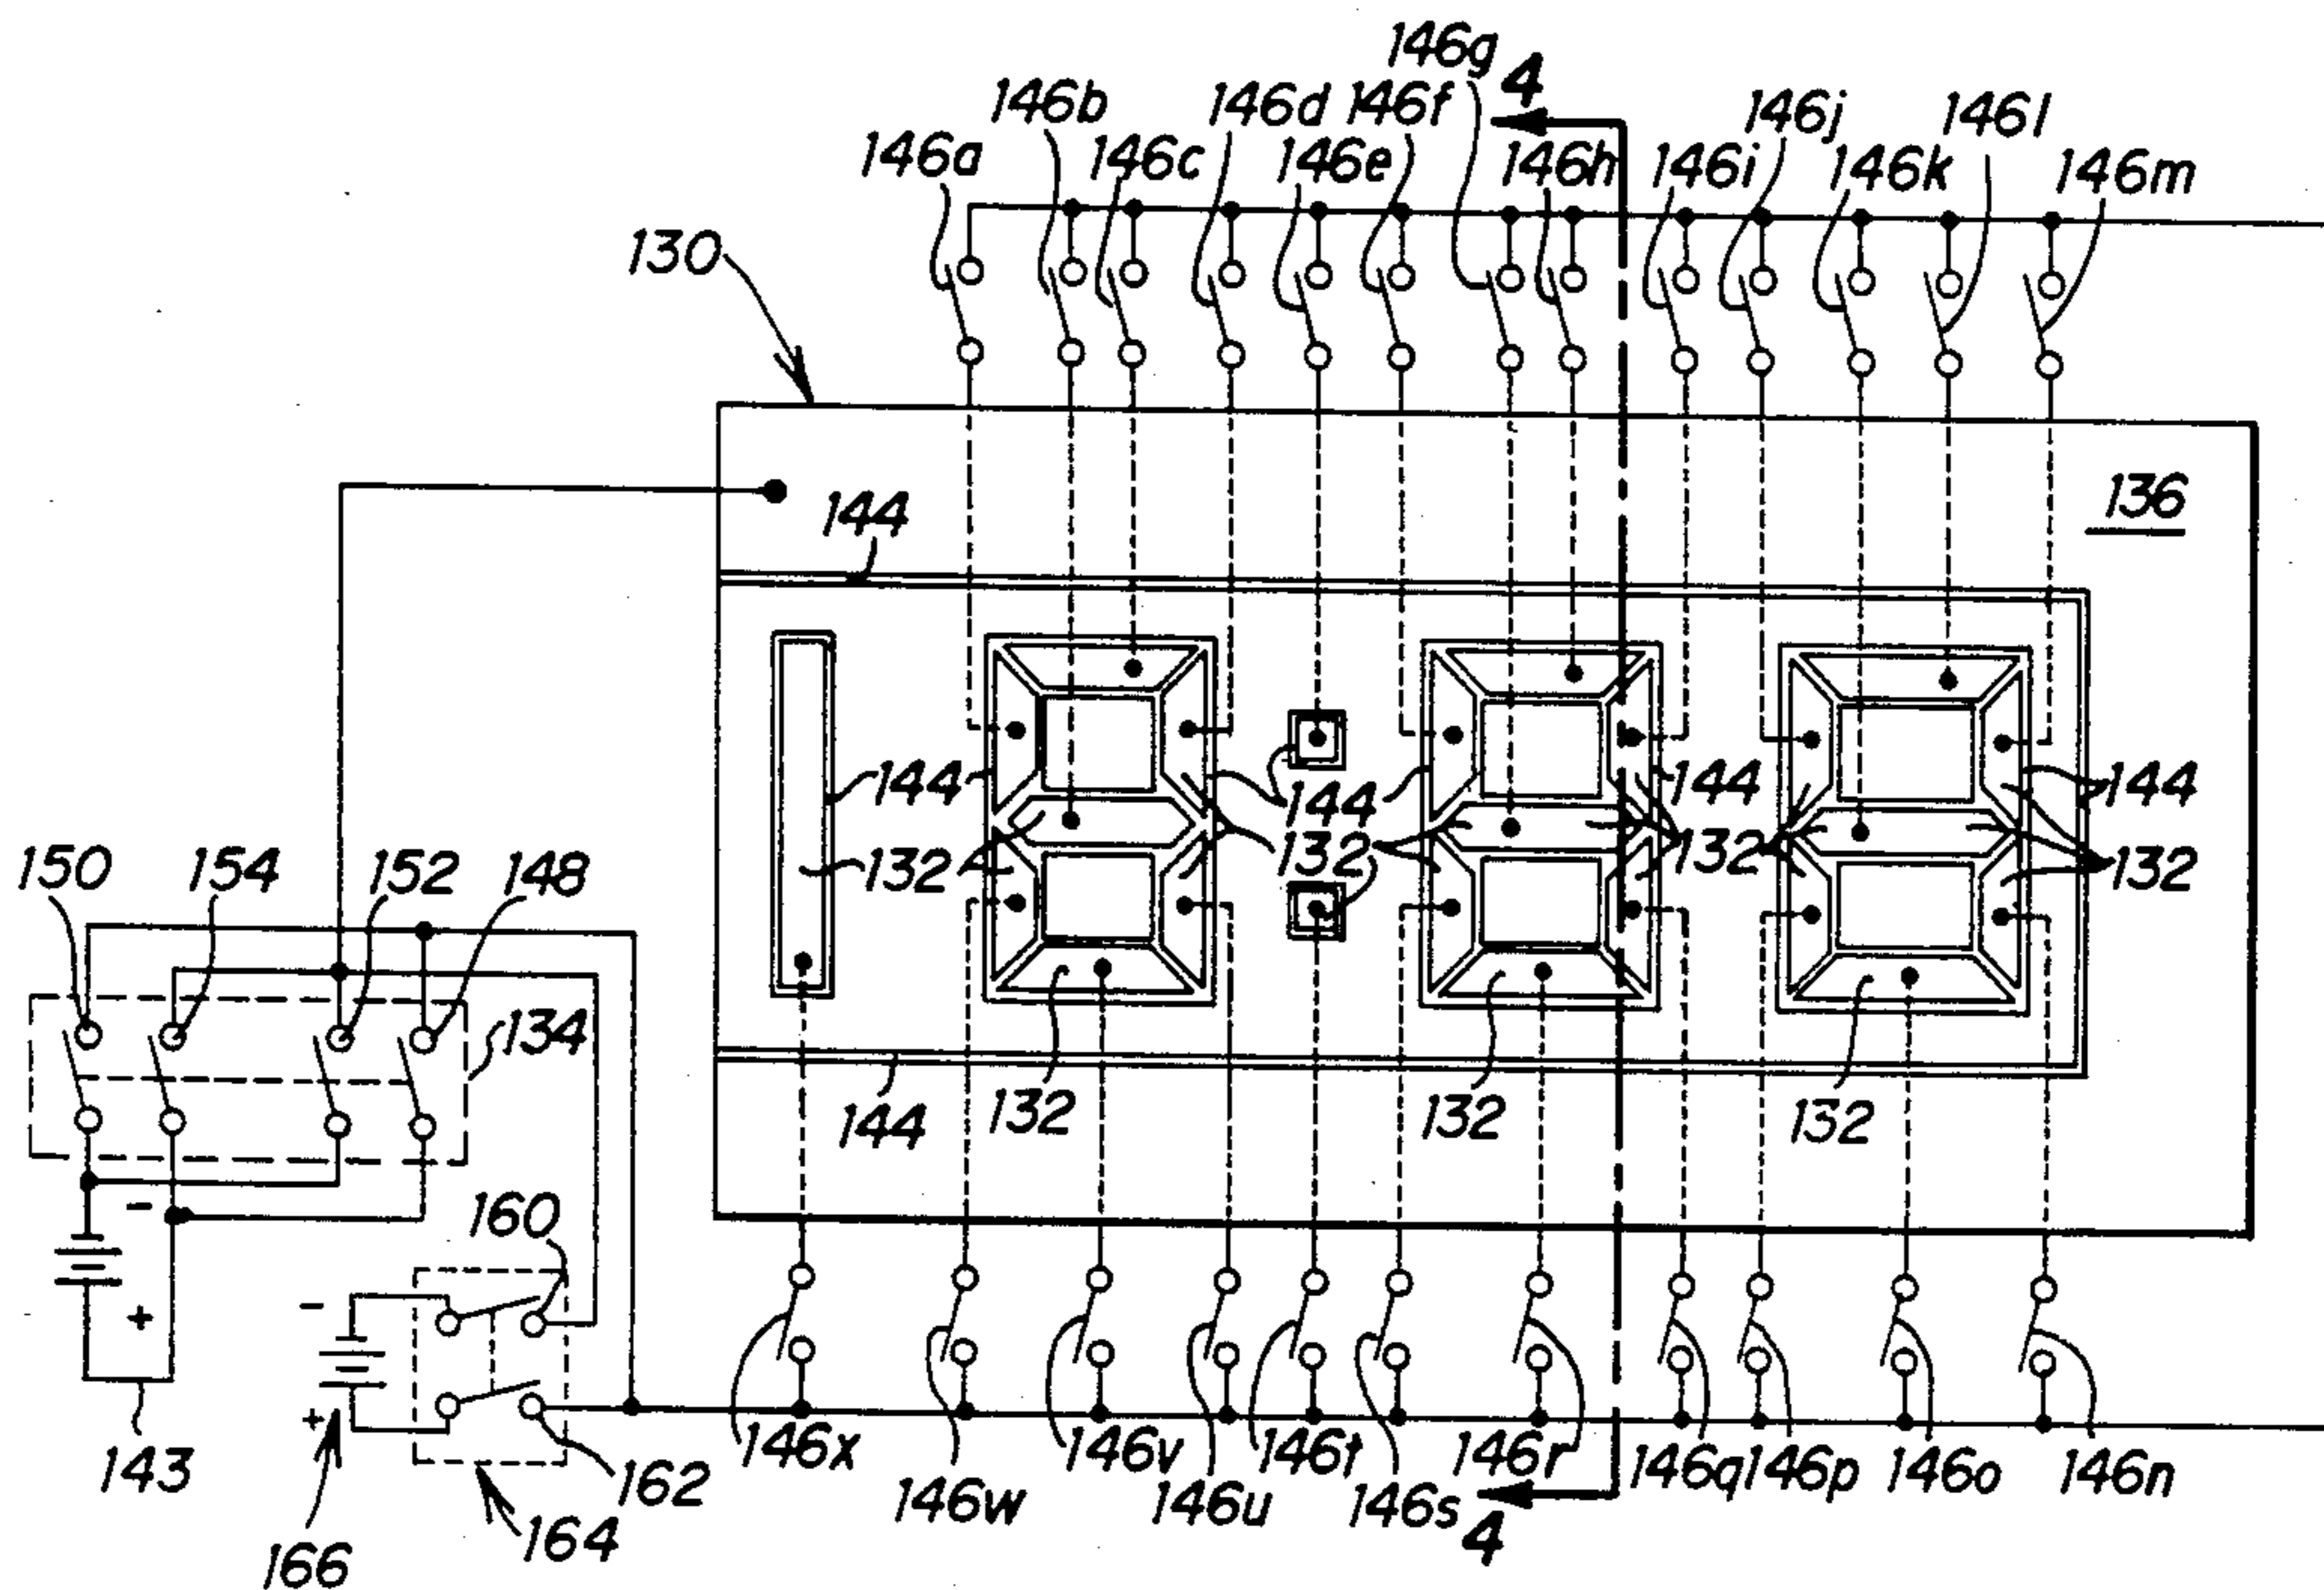 146g 4
146b 146d 146f 146j 146l
146a 146c 146e 146h 146i 146k 146m
130
136
144
144 144 144 144
132 132 132 132
150 154 152 148
134
144 132 132 132
-
160
+
-
+
143 166 164 162
146x 146v 146t 146r 146q 146p 146o 146n
146w 146u 146s 4